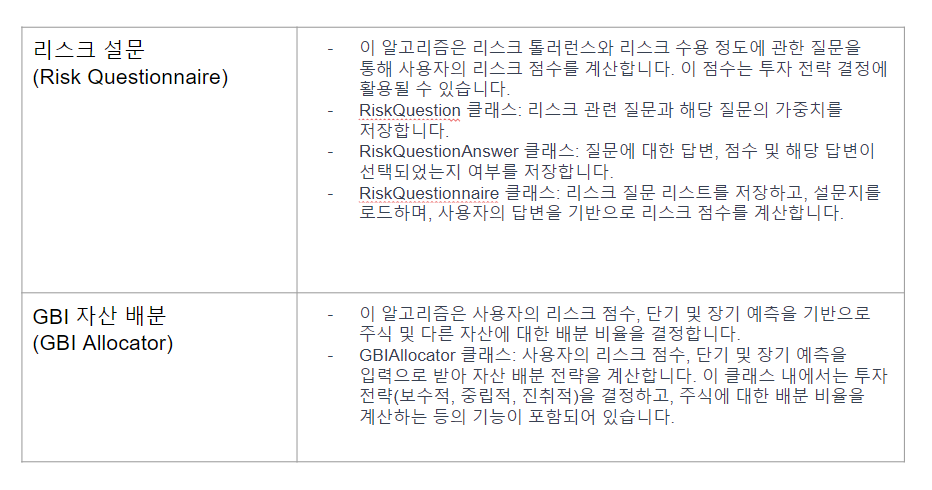 리스크 설문
(Risk Questionnaire)
- 이 알고리즘은 리스크 톨러런스와 리스크 수용 정도에 관한 질문을
통해 사용자의 리스크 점수를 계산합니다. 이 점수는 투자 전략 결정에
활용될 수 있습니다.
- RiskQuestion 클래스: 리스크 관련 질문과 해당 질문의 가중치를
저장합니다.
- RiskQuestionAnswer 클래스: 질문에 대한 답변, 점수 및 해당 답변이
선택되었는지 여부를 저장합니다.
- RiskQuestionnaire 클래스: 리스크 질문 리스트를 저장하고, 설문지를
로드하며, 사용자의 답변을 기반으로 리스크 점수를 계산합니다.
GBI 자산 배분
(GBI Allocator)
- 이 알고리즘은 사용자의 리스크 점수, 단기 및 장기 예측을 기반으로
주식 및 다른 자산에 대한 배분 비율을 결정합니다.
- GBIAllocator 클래스: 사용자의 리스크 점수, 단기 및 장기 예측을
입력으로 받아 자산 배분 전략을 계산합니다. 이 클래스 내에서는 투자
전략(보수적, 중립적, 진취적)을 결정하고, 주식에 대한 배분 비율을
계산하는 등의 기능이 포함되어 있습니다.